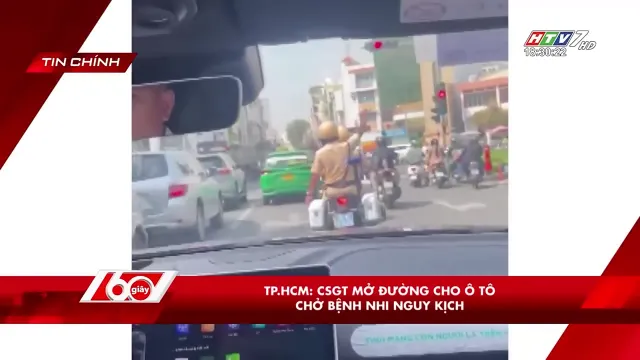 TIN CHÍNH
HTV7 HD
18:30:22
60 giây
TP.HCM: CSGT MỞ ĐƯỜNG CHO Ô TÔ
CHỞ BỆNH NHI NGUY KỊCH